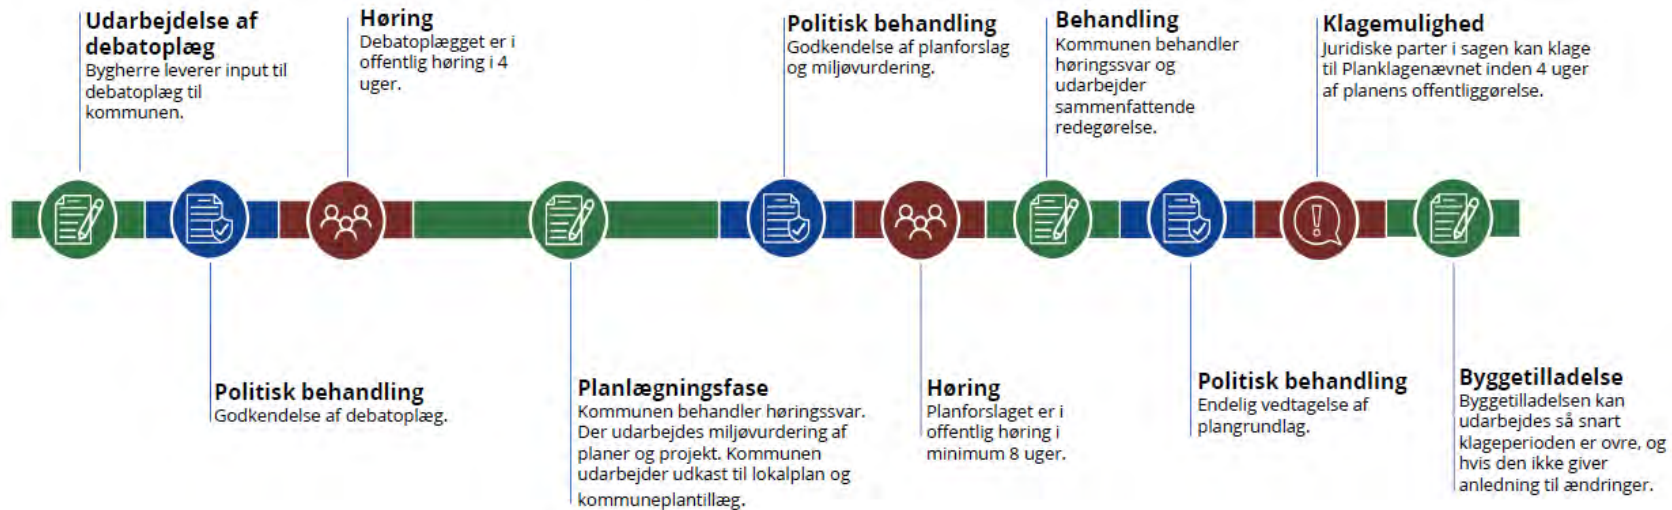 Udarbejdelse af
debatoplæg
Bygherre leverer input til
debatoplæg til
kommunen.
Politisk behandling
Godkendelse af debatoplæg.
Høring
Debatoplægget er i
offentlig høring i 4
uger.
Planlægningsfase
Kommunen behandler høringssvar.
Der udarbejdes miljøvurdering af
planer og projekt. Kommunen
udarbejder udkast til lokalplan og
kommuneplantillæg.
Politisk behandling
Godkendelse af planforslag
og miljøvurdering.
Høring
Planforslaget er i
offentlig høring i
minimum 8 uger.
Behandling
Kommunen behandler
høringssvar og
udarbejder
sammenfattende
redegørelse.
Politisk behandling
Endelig vedtagelse af
plangrundlag.
Klagemulighed
Juridiske parter i sagen kan klage
til Planklagenævnet inden 4 uger
af planens offentliggørelse.
Byggetilladelse
Byggetilladelsen kan
udarbejdes så snart
klageperioden er ovre, og
hvis den ikke giver
anledning til ændringer.